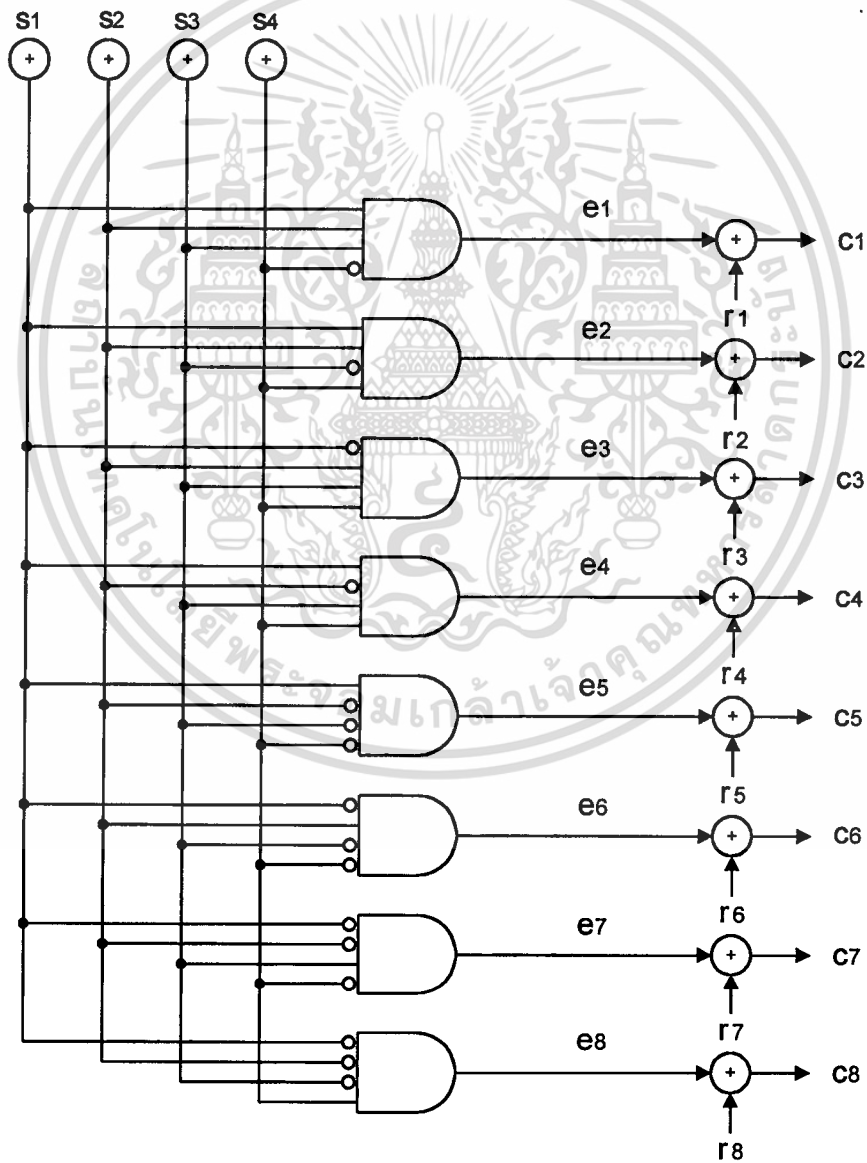 S1 S2 S3 S4
+ + + +
e1 + C1
r1
e2 + C2
r2
e3 + C3
r3
e4 + C4
r4
e5 + C5
r5
e6 + C6
r6
e7 + C7
r7
e8 + C8
r8